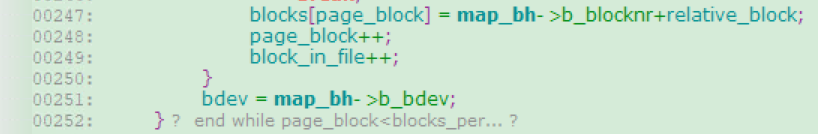 00247: blocks[page_block] = map_bh->b_blocknr+relative_block;
00248: page_block++;
00249: block_in_file++;
00250: }
00251: bdev = map_bh->b_bdev;
00252: } ? end while page_block<blocks_per... ?